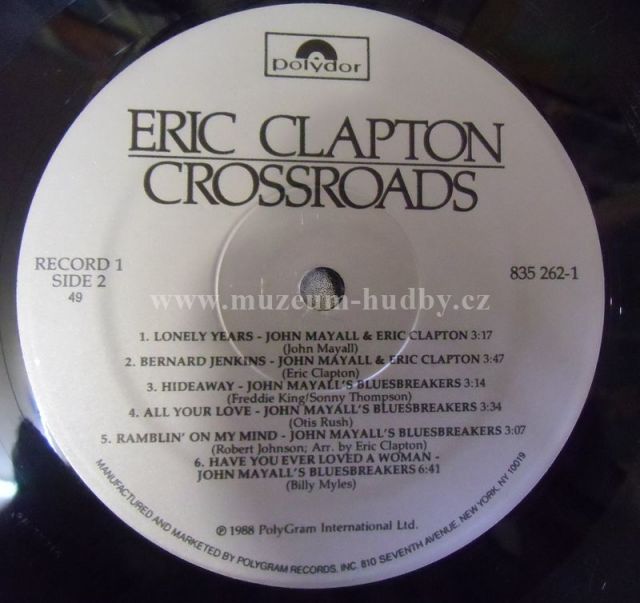 polydor
ERIC CLAPTON
CROSSROADS
RECORD 1
SIDE 2
49
835 262-1
www.muzeum-hudby.cz
1. LONELY YEARS - JOHN MAYALL & ERIC CLAPTON 3:17
(John Mayall)
2. BERNARD JENKINS - JOHN MAYALL & ERIC CLAPTON 3:47
(Eric Clapton)
3. HIDEAWAY - JOHN MAYALL'S BLUESBREAKERS 3:14
(Freddie King/Sonny Thompson)
4. ALL YOUR LOVE - JOHN MAYALL'S BLUESBREAKERS 3:34
(Otis Rush)
5. RAMBLIN' ON MY MIND - JOHN MAYALL'S BLUESBREAKERS 3:07
(Robert Johnson; Arr. by Eric Clapton)
6. HAVE YOU EVER LOVED A WOMAN -
JOHN MAYALL'S BLUESBREAKERS 6:41
(Billy Myles)
℗ 1988 PolyGram International Ltd.
MANUFACTURED AND MARKETED BY POLYGRAM RECORDS, INC. 810 SEVENTH AVENUE, NEW YORK, NY 10019